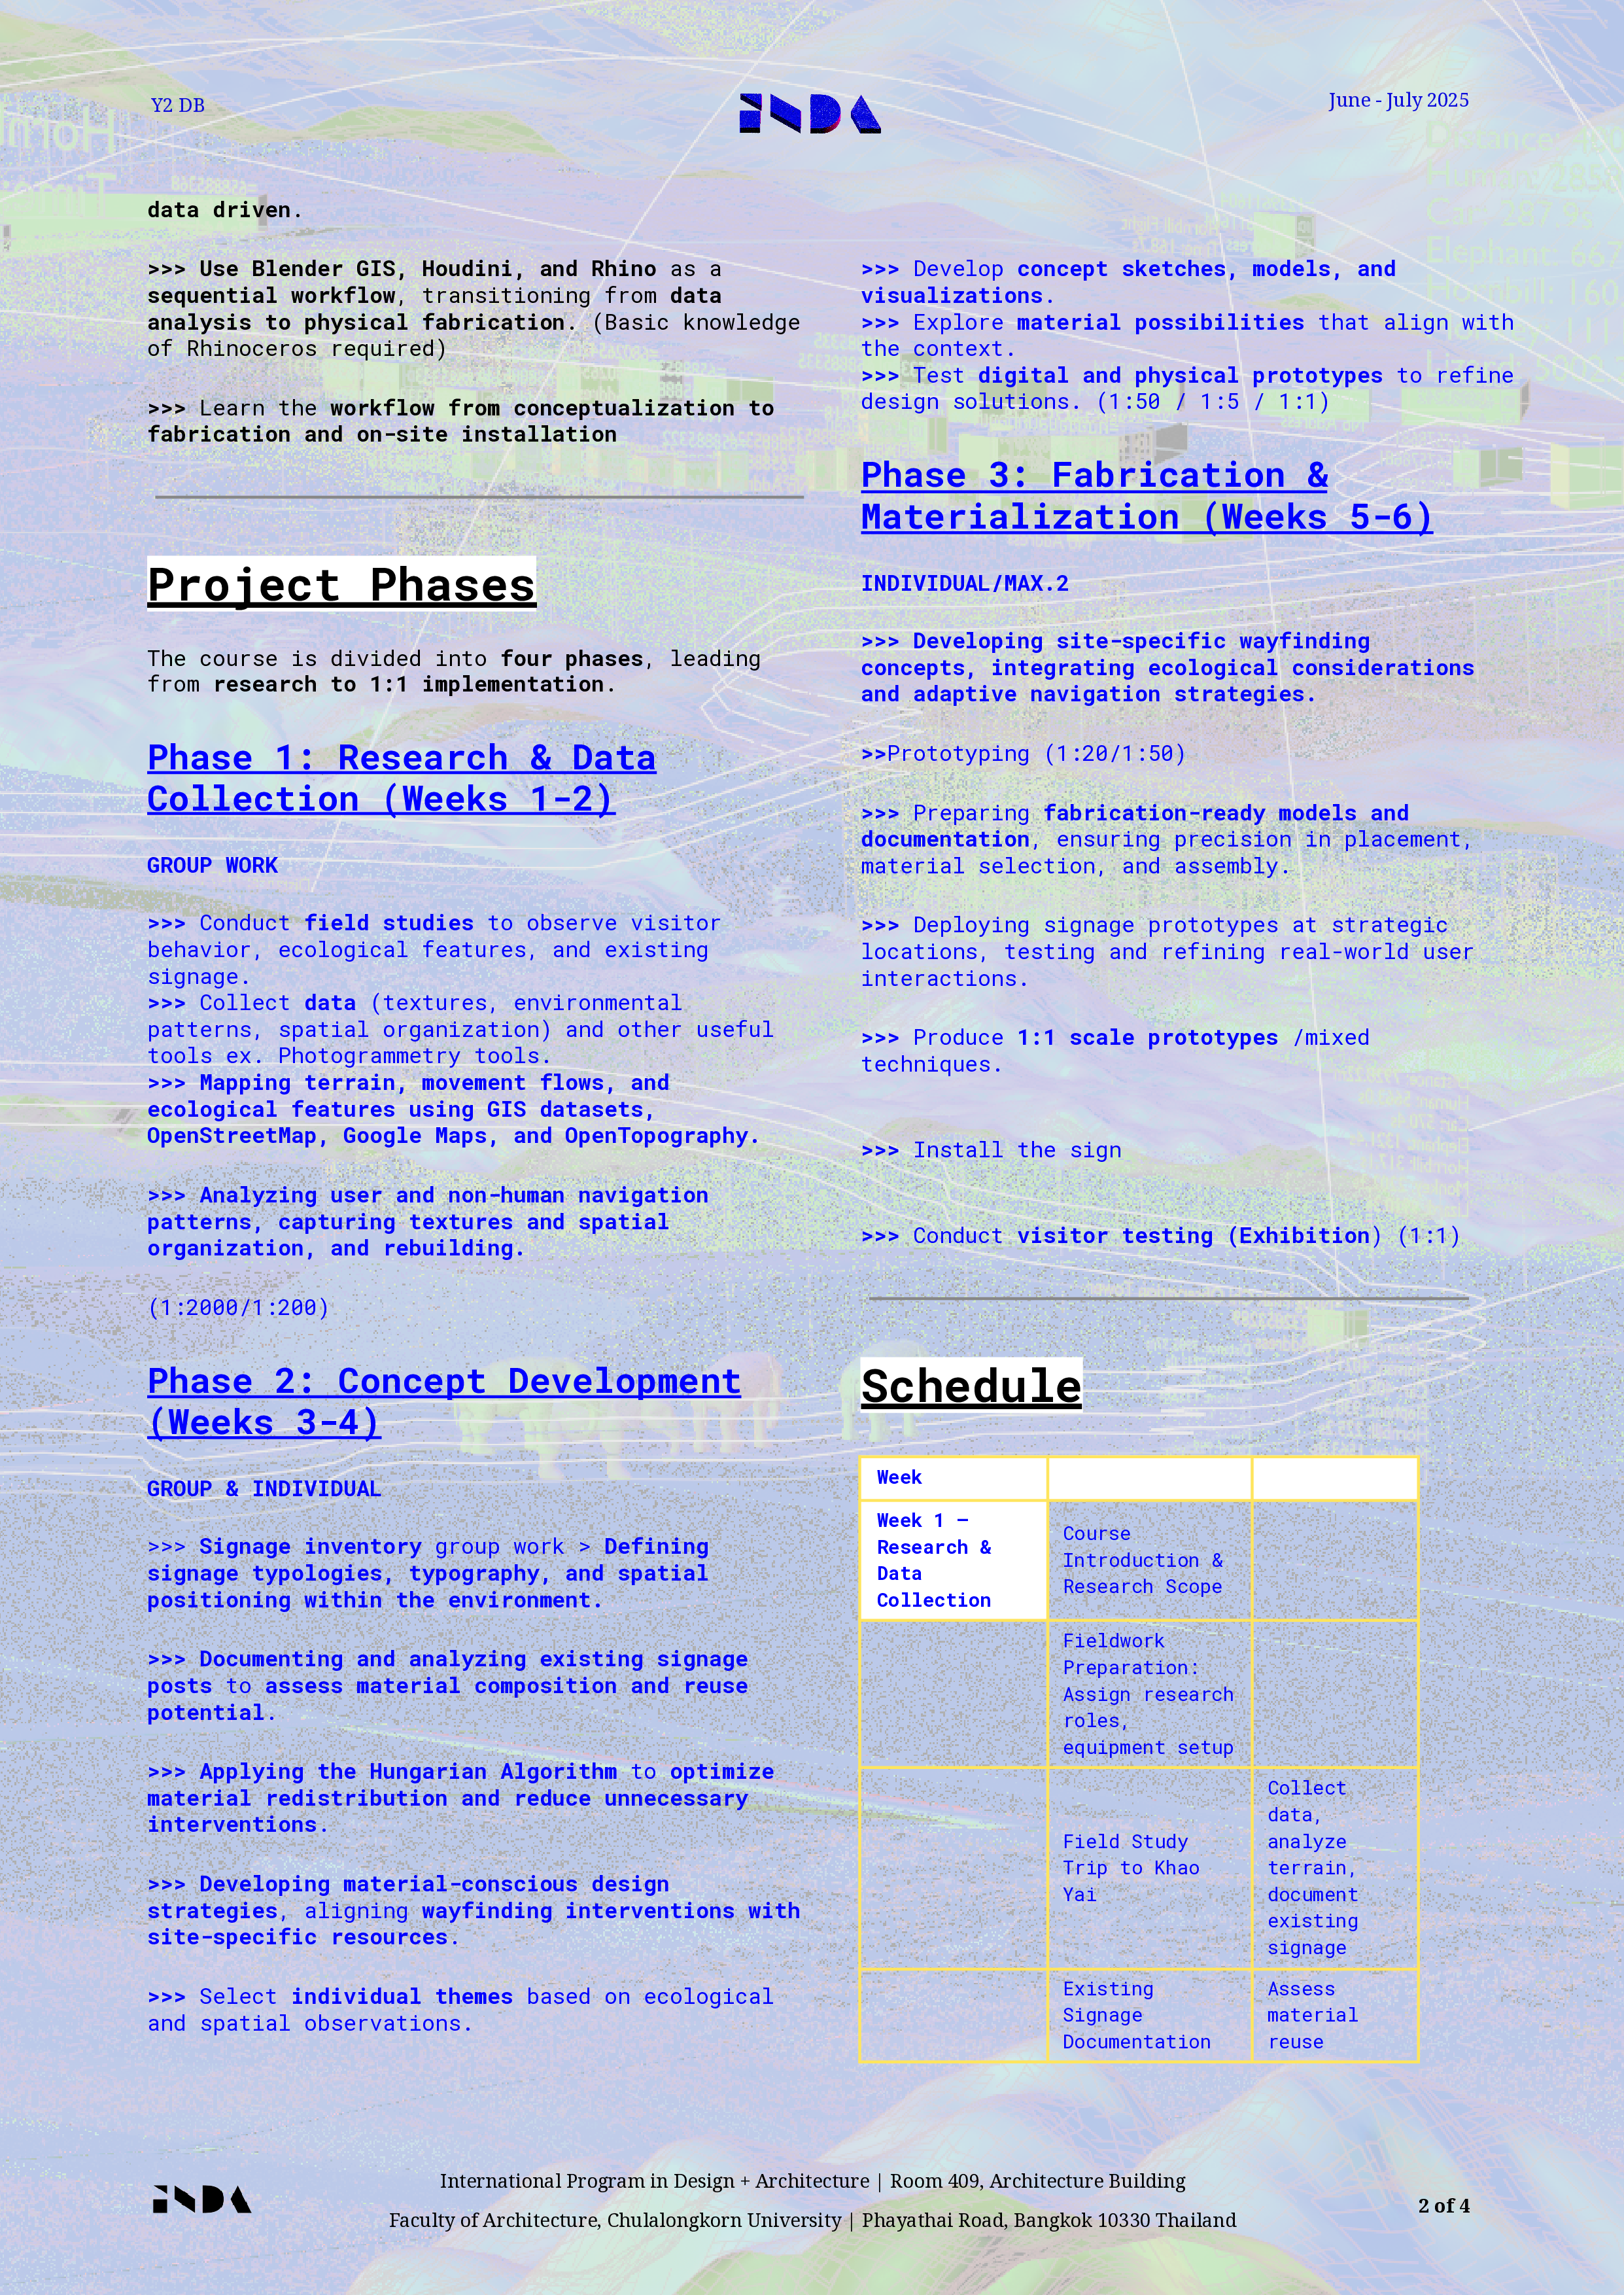 Y2 DB
INDA
June - July 2025
data driven.
>>> Use Blender GIS, Houdini, and Rhino as a
sequential workflow, transitioning from data
analysis to physical fabrication. (Basic knowledge
of Rhinoceros required)
>>> Learn the workflow from conceptualization to
fabrication and on-site installation
Project Phases
The course is divided into four phases, leading
from research to 1:1 implementation.
Phase 1: Research & Data
Collection (Weeks 1-2)
GROUP WORK
>>> Conduct field studies to observe visitor
behavior, ecological features, and existing
signage.
>>> Collect data (textures, environmental
patterns, spatial organization) and other useful
tools ex. Photogrammetry tools.
>>> Mapping terrain, movement flows, and
ecological features using GIS datasets,
OpenStreetMap, Google Maps, and OpenTopography.
>>> Analyzing user and non-human navigation
patterns, capturing textures and spatial
organization, and rebuilding.
(1:2000/1:200)
Phase 2: Concept Development
(Weeks 3-4)
GROUP & INDIVIDUAL
>>> Signage inventory group work > Defining
signage typologies, typography, and spatial
positioning within the environment.
>>> Documenting and analyzing existing signage
posts to assess material composition and reuse
potential.
>>> Applying the Hungarian Algorithm to optimize
material redistribution and reduce unnecessary
interventions.
>>> Developing material-conscious design
strategies, aligning wayfinding interventions with
site-specific resources.
>>> Select individual themes based on ecological
and spatial observations.
>>> Develop concept sketches, models, and
visualizations.
>>> Explore material possibilities that align with
the context.
>>> Test digital and physical prototypes to refine
design solutions. (1:50 / 1:5 / 1:1)
Phase 3: Fabrication &
Materialization (Weeks 5-6)
INDIVIDUAL/MAX.2
>>> Developing site-specific wayfinding
concepts, integrating ecological considerations
and adaptive navigation strategies.
>>Prototyping (1:20/1:50)
>>> Preparing fabrication-ready models and
documentation, ensuring precision in placement,
material selection, and assembly.
>>> Deploying signage prototypes at strategic
locations, testing and refining real-world user
interactions.
>>> Produce 1:1 scale prototypes /mixed
techniques.
>>> Install the sign
>>> Conduct visitor testing (Exhibition) (1:1)
Schedule
Week
Week 1 –
Research &
Data
Collection
Course
Introduction &
Research Scope
Fieldwork
Preparation:
Assign research
roles,
equipment setup
Field Study
Trip to Khao
Yai
Collect
data,
analyze
terrain,
document
existing
signage
Existing
Signage
Documentation
Assess
material
reuse
INDA
International Program in Design + Architecture | Room 409, Architecture Building
Faculty of Architecture, Chulalongkorn University | Phayathai Road, Bangkok 10330 Thailand
2 of 4